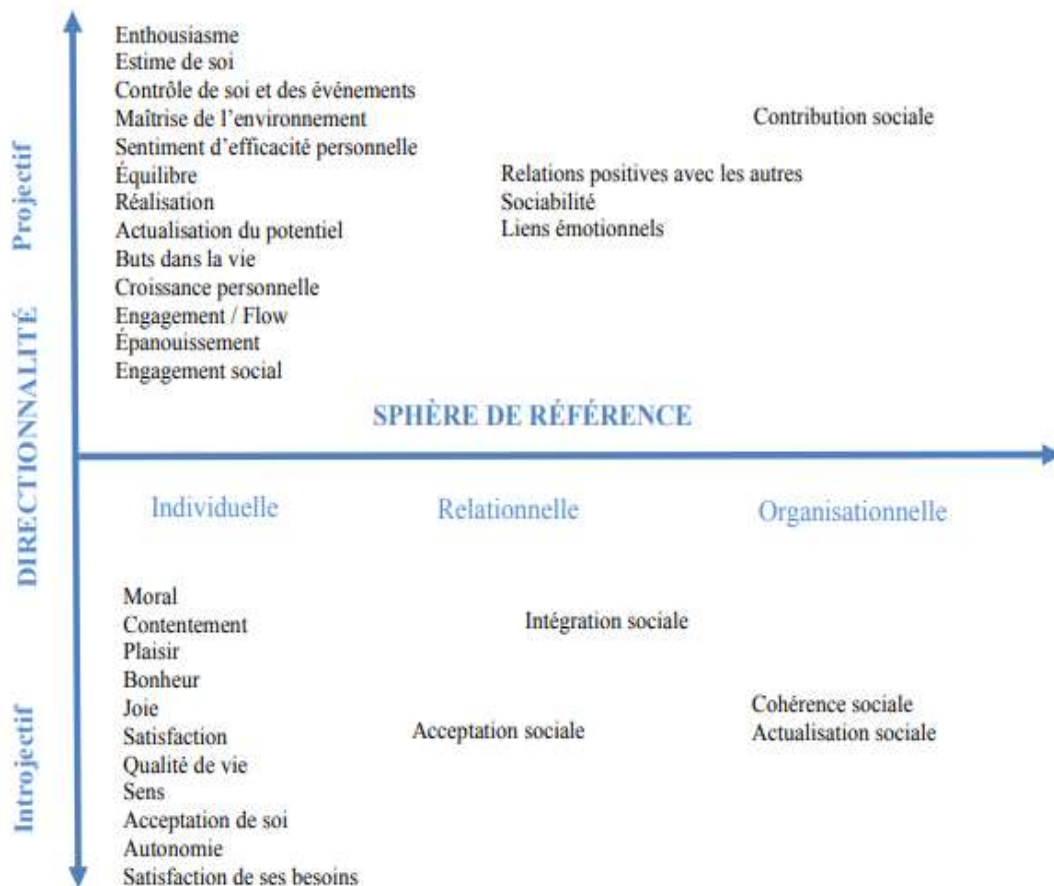 Enthousiasme
Estime de soi
Contrôle de soi et des événements
Maîtrise de l'environnement
Contribution sociale
Sentiment d'efficacité personnelle
Équilibre
Relations positives avec les autres
Réalisation
Sociabilité
Actualisation du potentiel
Liens émotionnels
Buts dans la vie
Croissance personnelle
Engagement / Flow
Épanouissement
Engagement social
Projectif
DIRECTIONNALITÉ
Introjectif
SPHÈRE DE RÉFÉRENCE
Individuelle
Relationnelle
Organisationnelle
Moral
Contentement
Intégration sociale
Plaisir
Bonheur
Joie
Cohérence sociale
Satisfaction
Acceptation sociale
Actualisation sociale
Qualité de vie
Sens
Acceptation de soi
Autonomie
Satisfaction de ses besoins